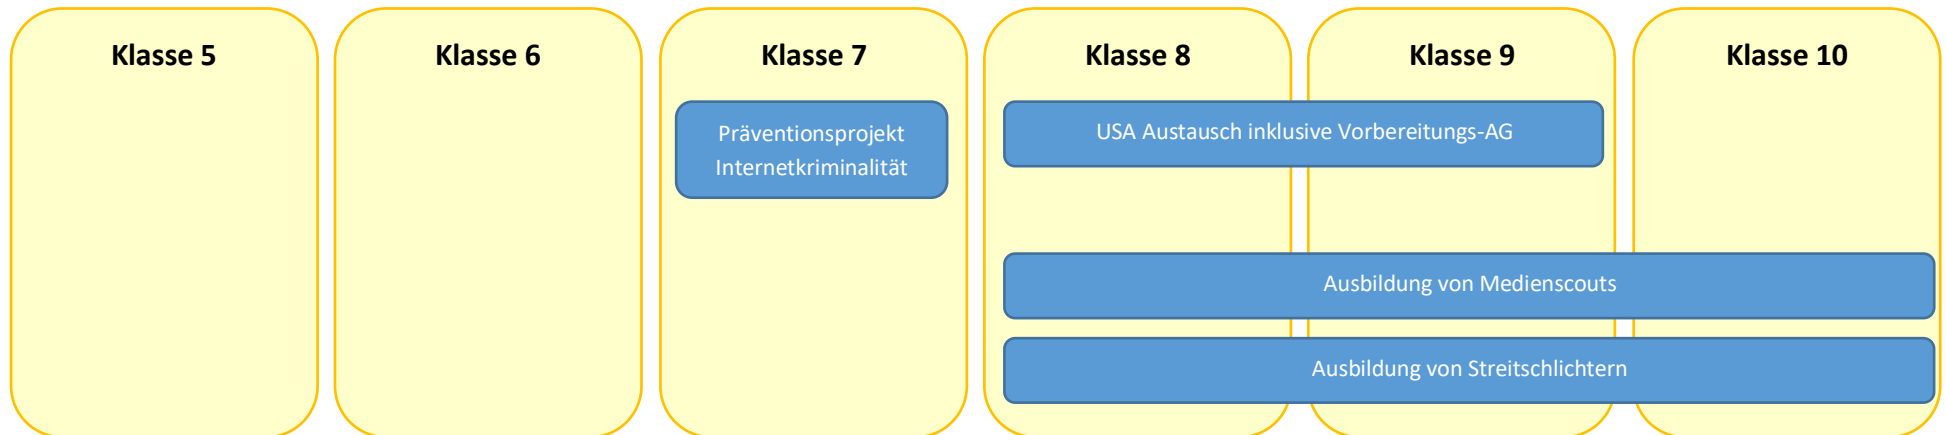 Klasse 5
Klasse 6
Klasse 7
Klasse 8
Klasse 9
Klasse 10
Präventionsprojekt
Internetkriminalität
USA Austausch inklusive Vorbereitungs-AG
Ausbildung von Medienscouts
Ausbildung von Streitschlichtern